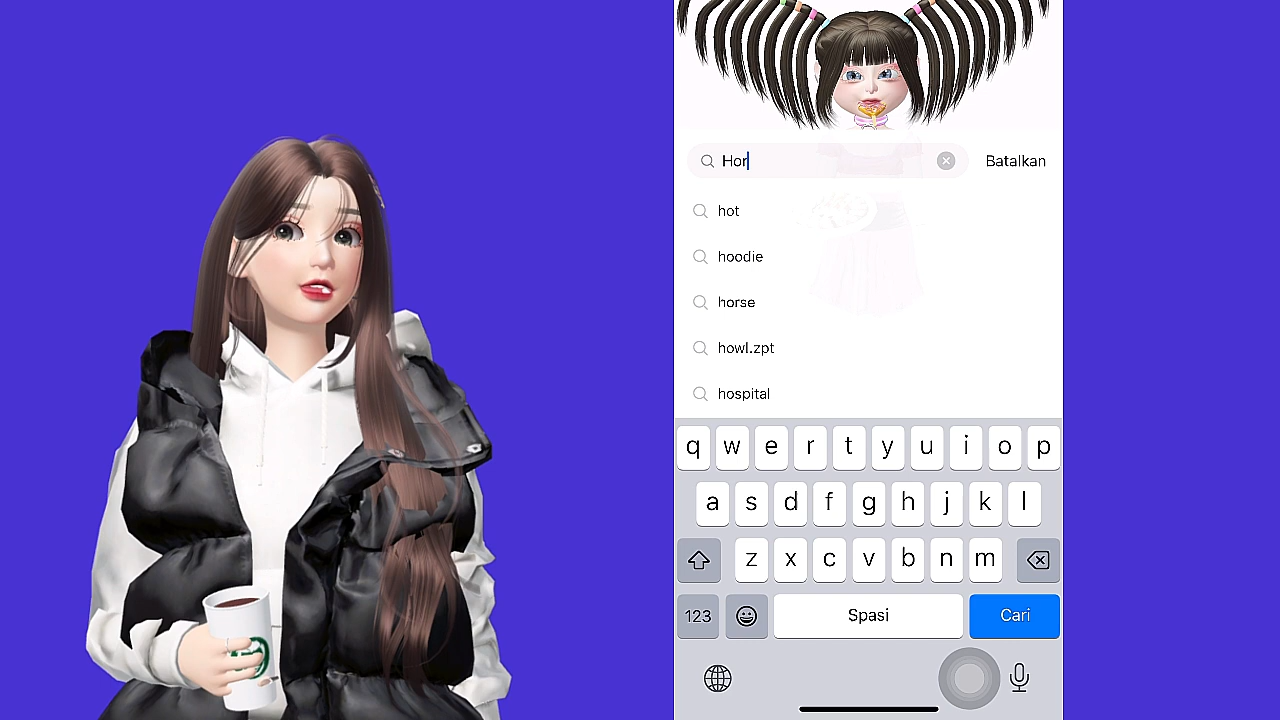 Hor
Batalkan
hot
hoodie
horse
howl.zpt
hospital
q w e r t y u i o p
a s d f g h j k l
z x c v b n m
123
Spasi
Cari